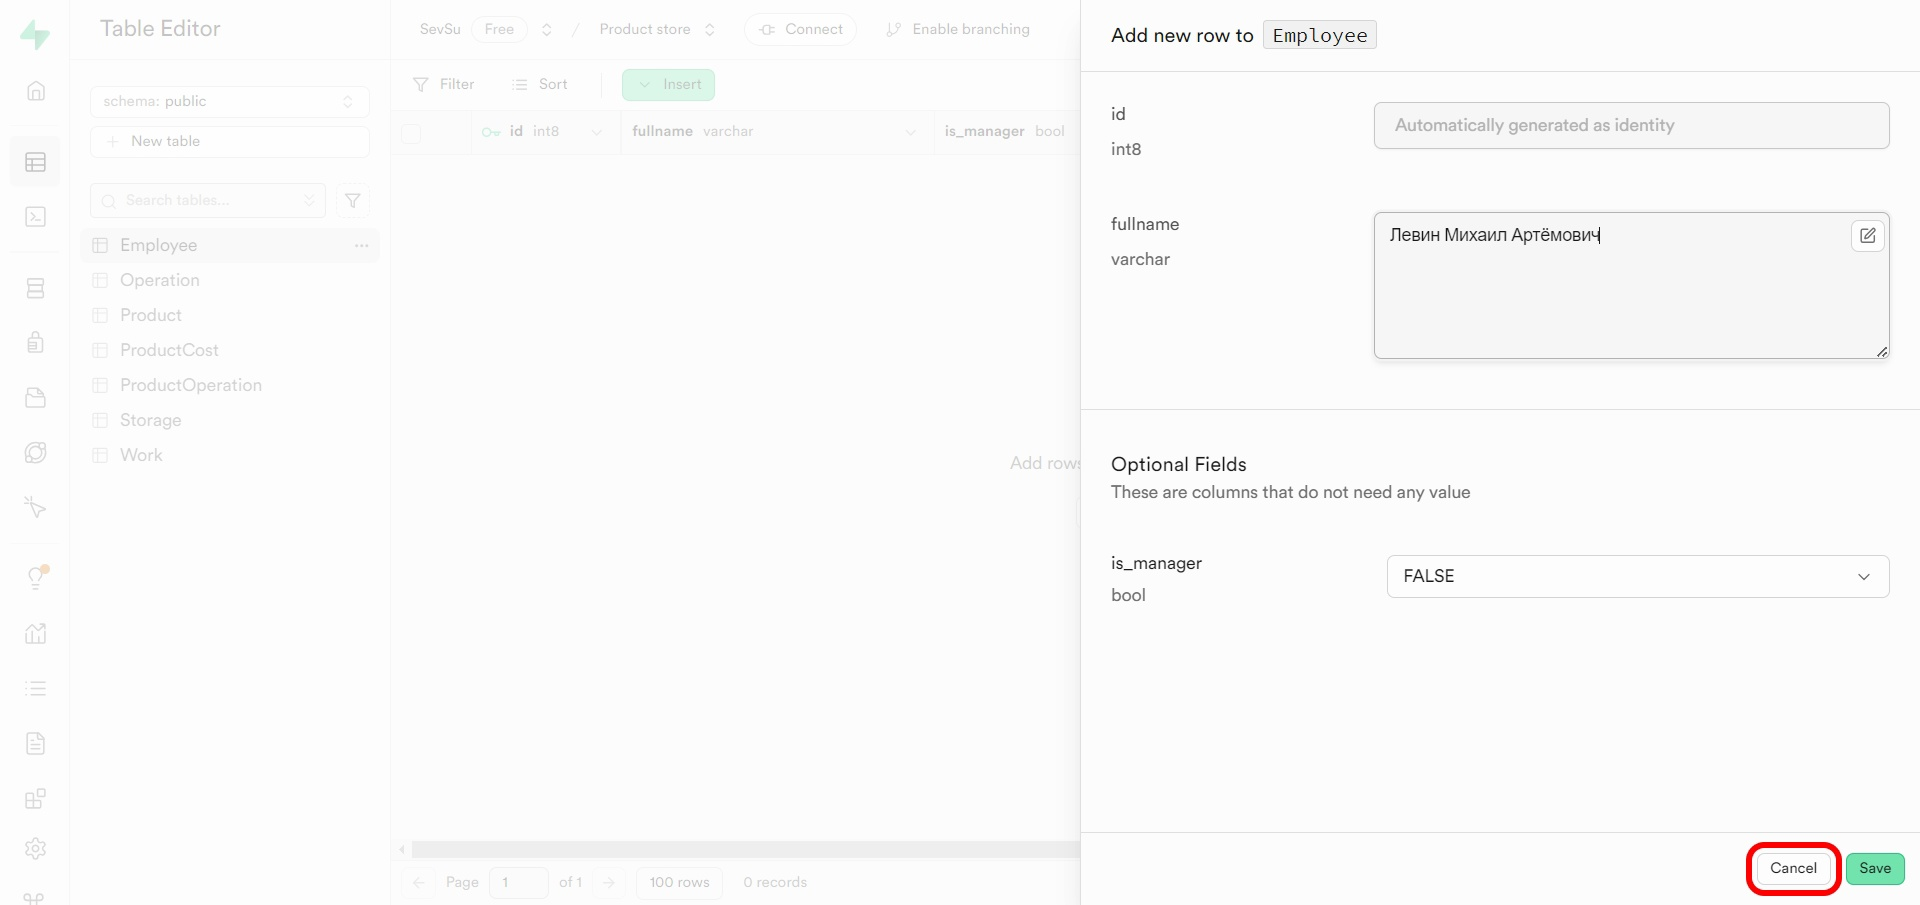 Table Editor
SevSu Free / Product store Connect Enable branching
schema: public
New table
Search tables...
Employee
Operation
Product
ProductCost
ProductOperation
Storage
Work
Filter Sort Insert
id int8 fullname varchar is_manager bool
Add rows
Page 1 of 1 100 rows 0 records
Add new row to Employee
id
int8
Automatically generated as identity
fullname
varchar
Левин Михаил Артёмович
Optional Fields
These are columns that do not need any value
is_manager
bool
FALSE
Cancel Save